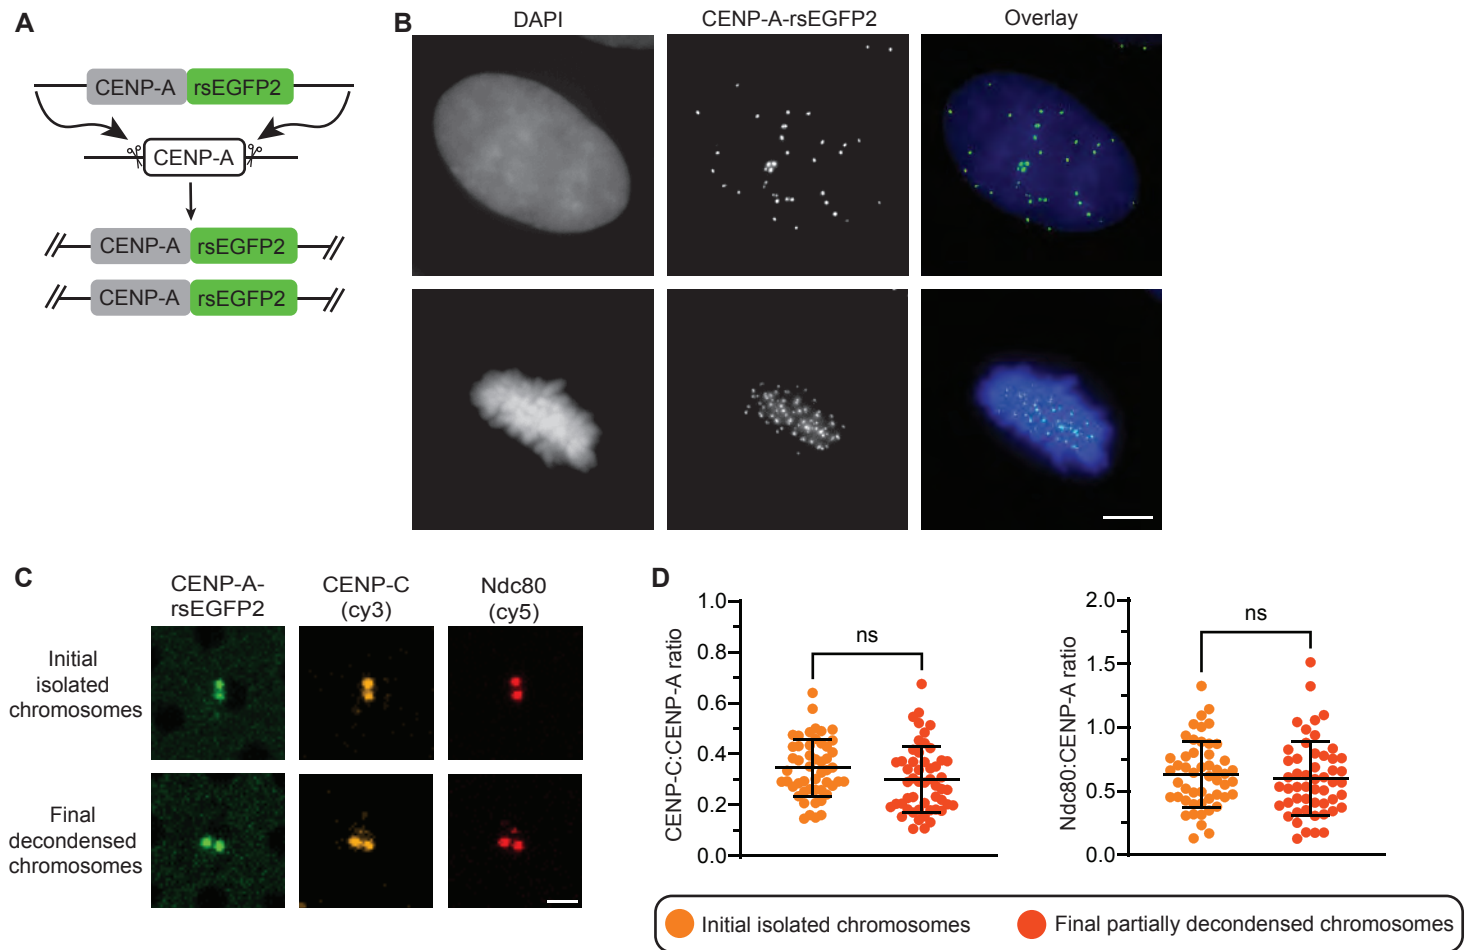 A
CENP-A rsEGFP2
CENP-A
CENP-A rsEGFP2
CENP-A rsEGFP2
B
DAPI CENP-A-rsEGFP2 Overlay
C
CENP-A-
rsEGFP2
CENP-C
(cy3)
Ndc80
(cy5)
Initial
isolated
chromosomes
Final
decondensed
chromosomes
D
CENP-C:CENP-A ratio
1.0
0.8
0.6
0.4
0.2
0.0
ns
Ndc80:CENP-A ratio
2.0
1.5
1.0
0.5
0.0
ns
Initial isolated chromosomes
Final partially decondensed chromosomes